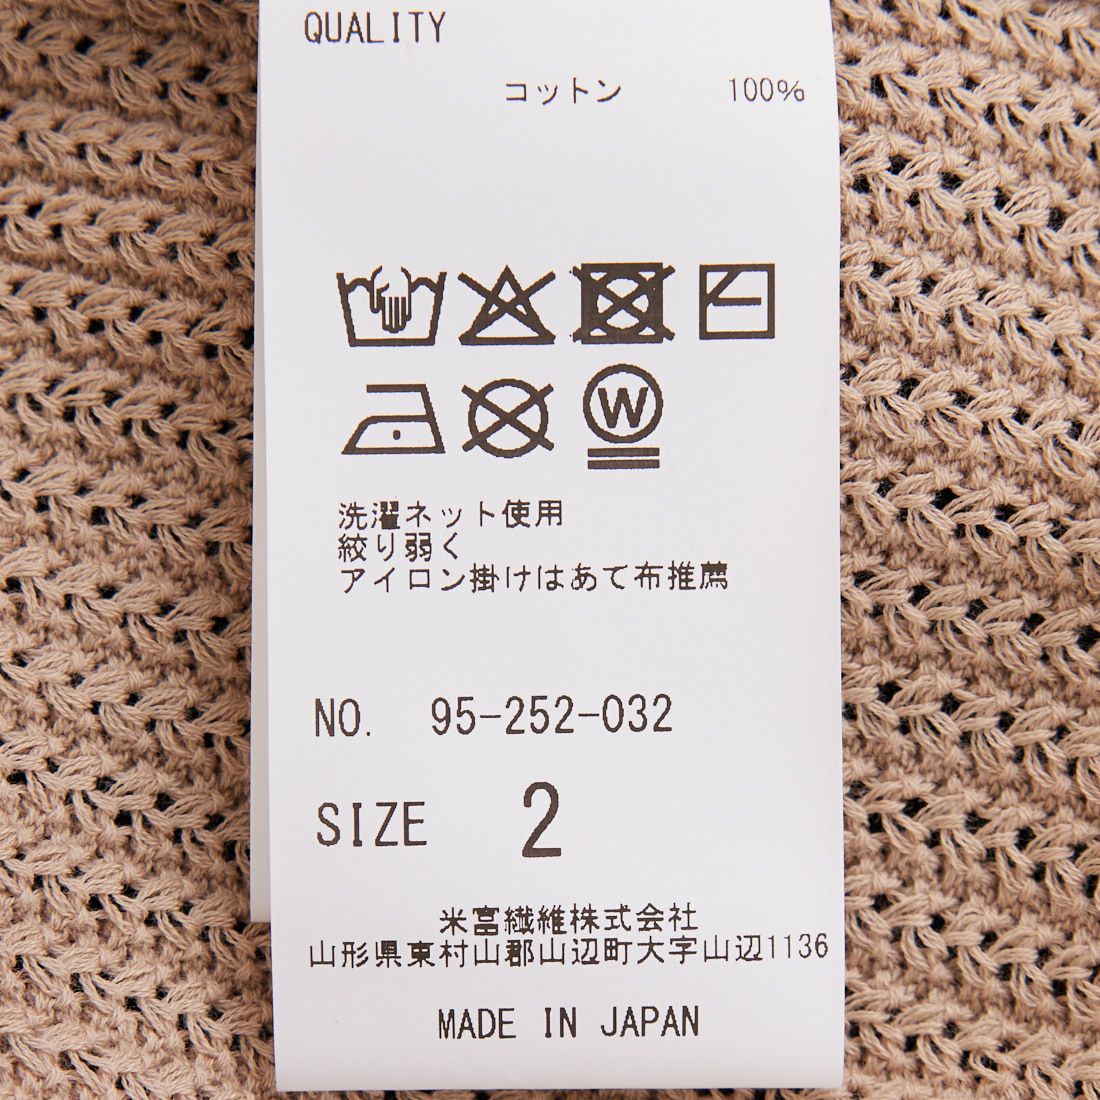 QUALITY
コットン 100%
W
洗濯ネット使用
絞り弱く
アイロン掛けはあて布推薦
NO. 95-252-032
SIZE 2
米富繊維株式会社
山形県東村山郡山辺町大字山辺1136
MADE IN JAPAN